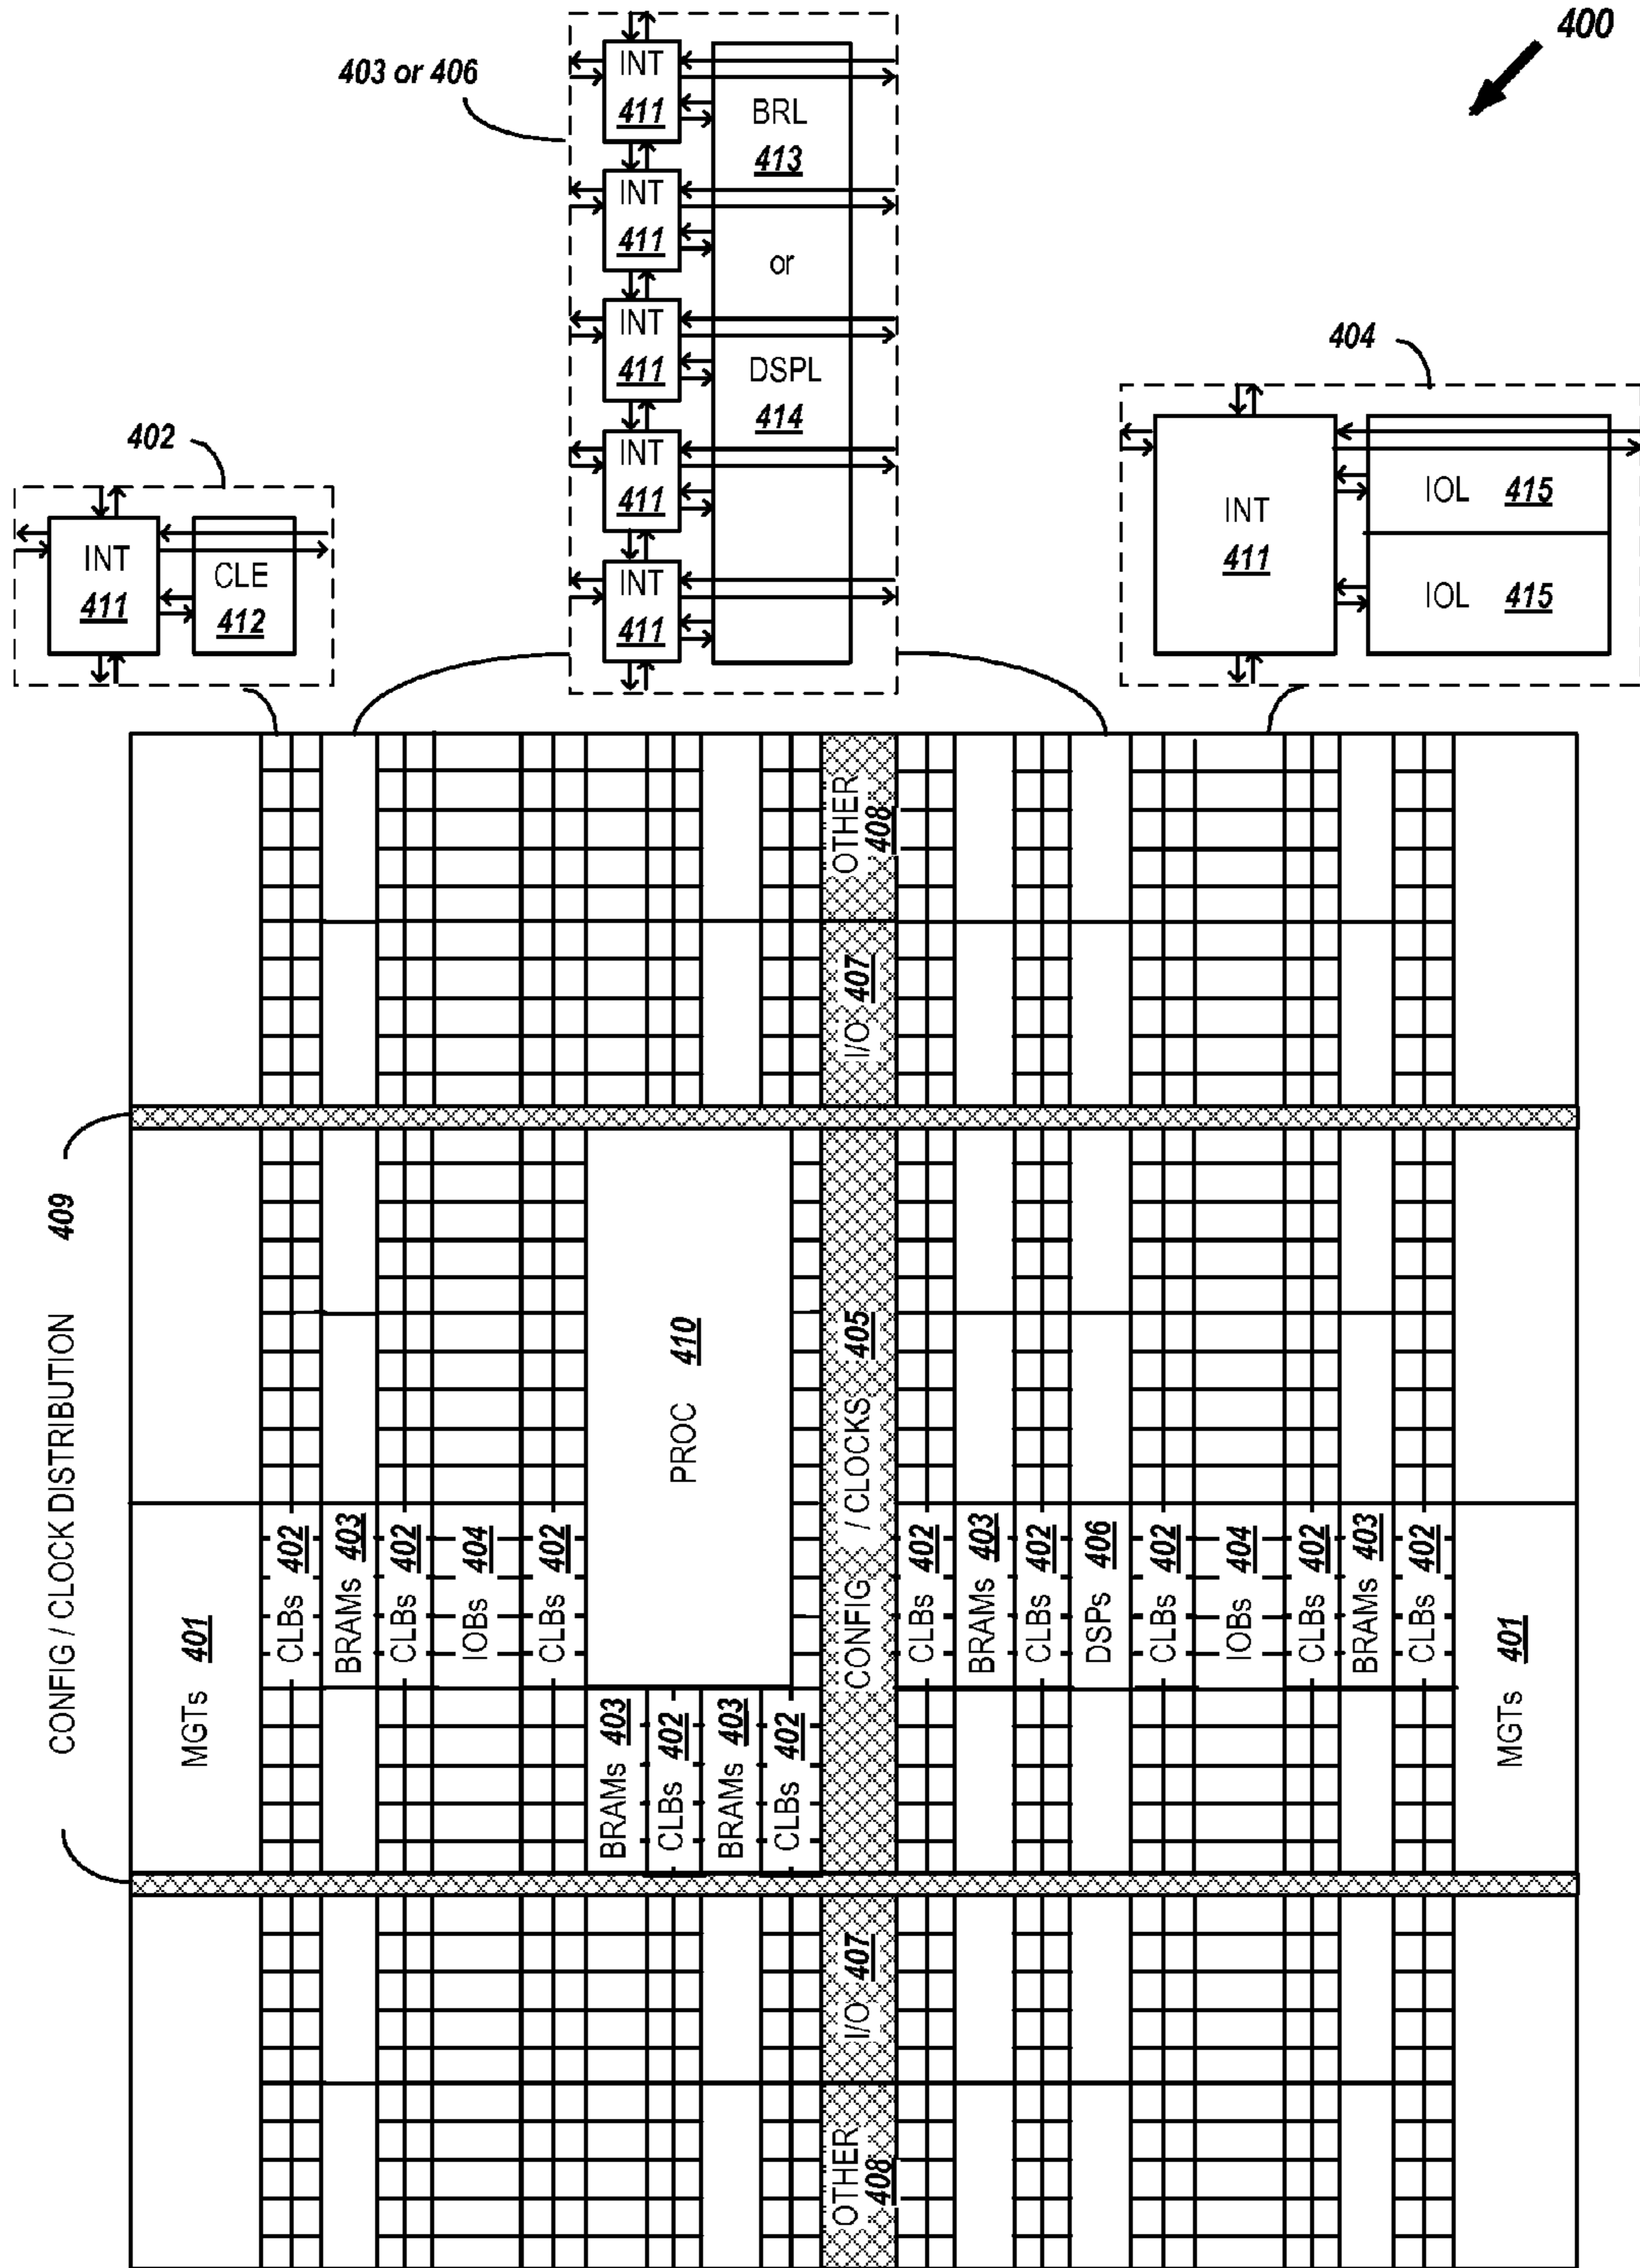 400
403 or 406
INT
411
INT
411
INT
411
INT
411
INT
411
BRL
413
or
DSPL
414
404
INT
411
IOL 415
IOL 415
402
INT
411
CLE
412
CONFIG / CLOCK DISTRIBUTION 409
MGTs 401
CLBs 402
BRAMs 403
CLBs 402
IOBs 404
CLBs 402
PROC 410
BRAMs 403
CLBs 402
BRAMs 403
CLBs 402
OTHER 408
I/O 407
CONFIG / CLOCKS 405
I/O 407
OTHER 408
CLBs 402
BRAMs 403
CLBs 402
DSPs 406
CLBs 402
IOBs 404
CLBs 402
BRAMs 403
CLBs 402
MGTs 401